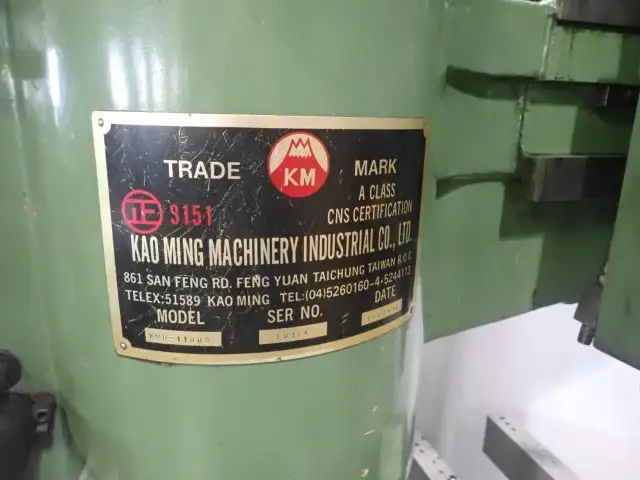 TRADE KM MARK
A CLASS
正 9151 CNS CERTIFICATION
KAO MING MACHINERY INDUSTRIAL CO., LTD.
861 SAN FENG RD. FENG YUAN TAICHUNG TAIWAN R.O.C.
TELEX:51589 KAO MING TEL:(04)5260160-4·5244113
MODEL SER NO. DATE